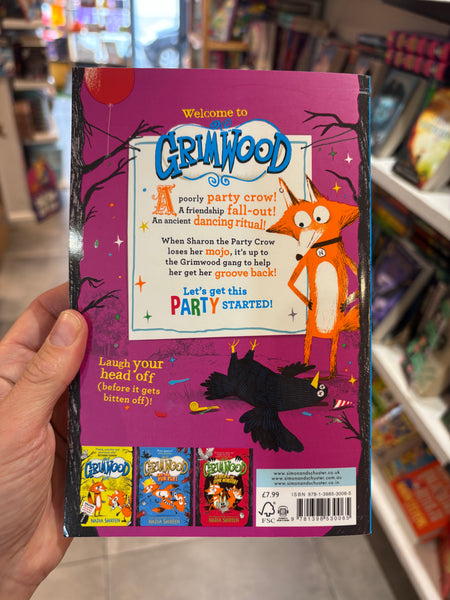 Welcome to
GRIMWOOD
A poorly party crow!
A friendship fall-out!
An ancient dancing ritual!
When Sharon the Party Crow
loses her mojo, it's up to
the Grimwood gang to help
her get her groove back!
Let's get this
PARTY STARTED!
Laugh your
head off
(before it gets
bitten off)!
GRIMWOOD
NADIA SHIREEN
GRIMWOOD
NADIA SHIREEN
GRIMWOOD
NADIA SHIREEN
www.simonandschuster.co.uk
www.simonandschuster.com.au
www.simonandschuster.co.in
£7.99
FSC
9 781398 530065